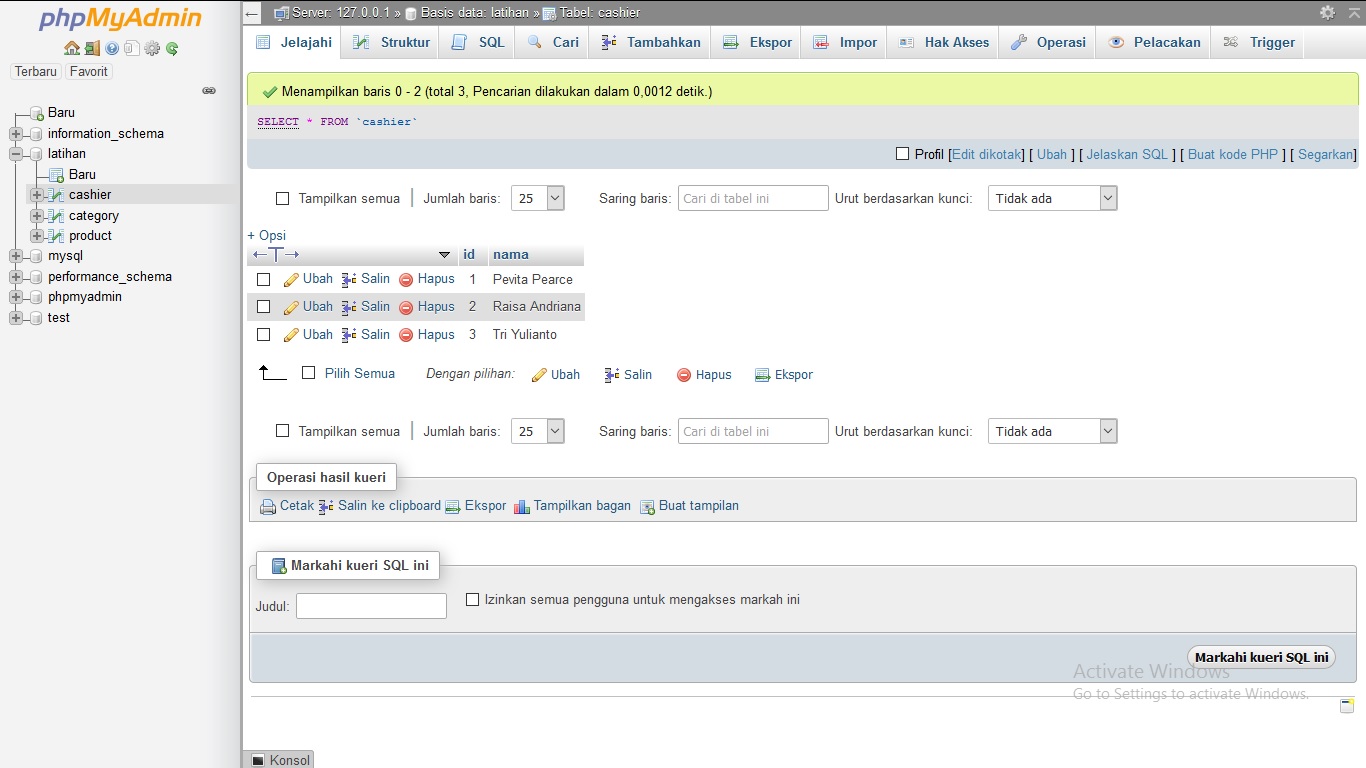 phpMyAdmin
Terbaru Favorit
Baru
information_schema
latihan
Baru
cashier
category
product
mysql
performance_schema
phpmyadmin
test
Server: 127.0.0.1 » Basis data: latihan » Tabel: cashier
Jelajahi Struktur SQL Cari Tambahkan Ekspor Impor Hak Akses Operasi Pelacakan Trigger
Menampilkan baris 0 - 2 (total 3, Pencarian dilakukan dalam 0,0012 detik.)
SELECT * FROM `cashier`
Profil [Edit dikotak] [ Ubah ] [ Jelaskan SQL ] [ Buat kode PHP ] [ Segarkan]
Tampilkan semua | Jumlah baris: 25 Saring baris: Cari di tabel ini Urut berdasarkan kunci: Tidak ada
+ Opsi
←T→ id nama
Ubah Salin Hapus 1 Pevita Pearce
Ubah Salin Hapus 2 Raisa Andriana
Ubah Salin Hapus 3 Tri Yulianto
Pilih Semua Dengan pilihan: Ubah Salin Hapus Ekspor
Tampilkan semua | Jumlah baris: 25 Saring baris: Cari di tabel ini Urut berdasarkan kunci: Tidak ada
Operasi hasil kueri
Cetak Salin ke clipboard Ekspor Tampilkan bagan Buat tampilan
Markahi kueri SQL ini
Judul: Izinkan semua pengguna untuk mengakses markah ini
Markahi kueri SQL ini
Activate Windows
Go to Settings to activate Windows.
Konsol